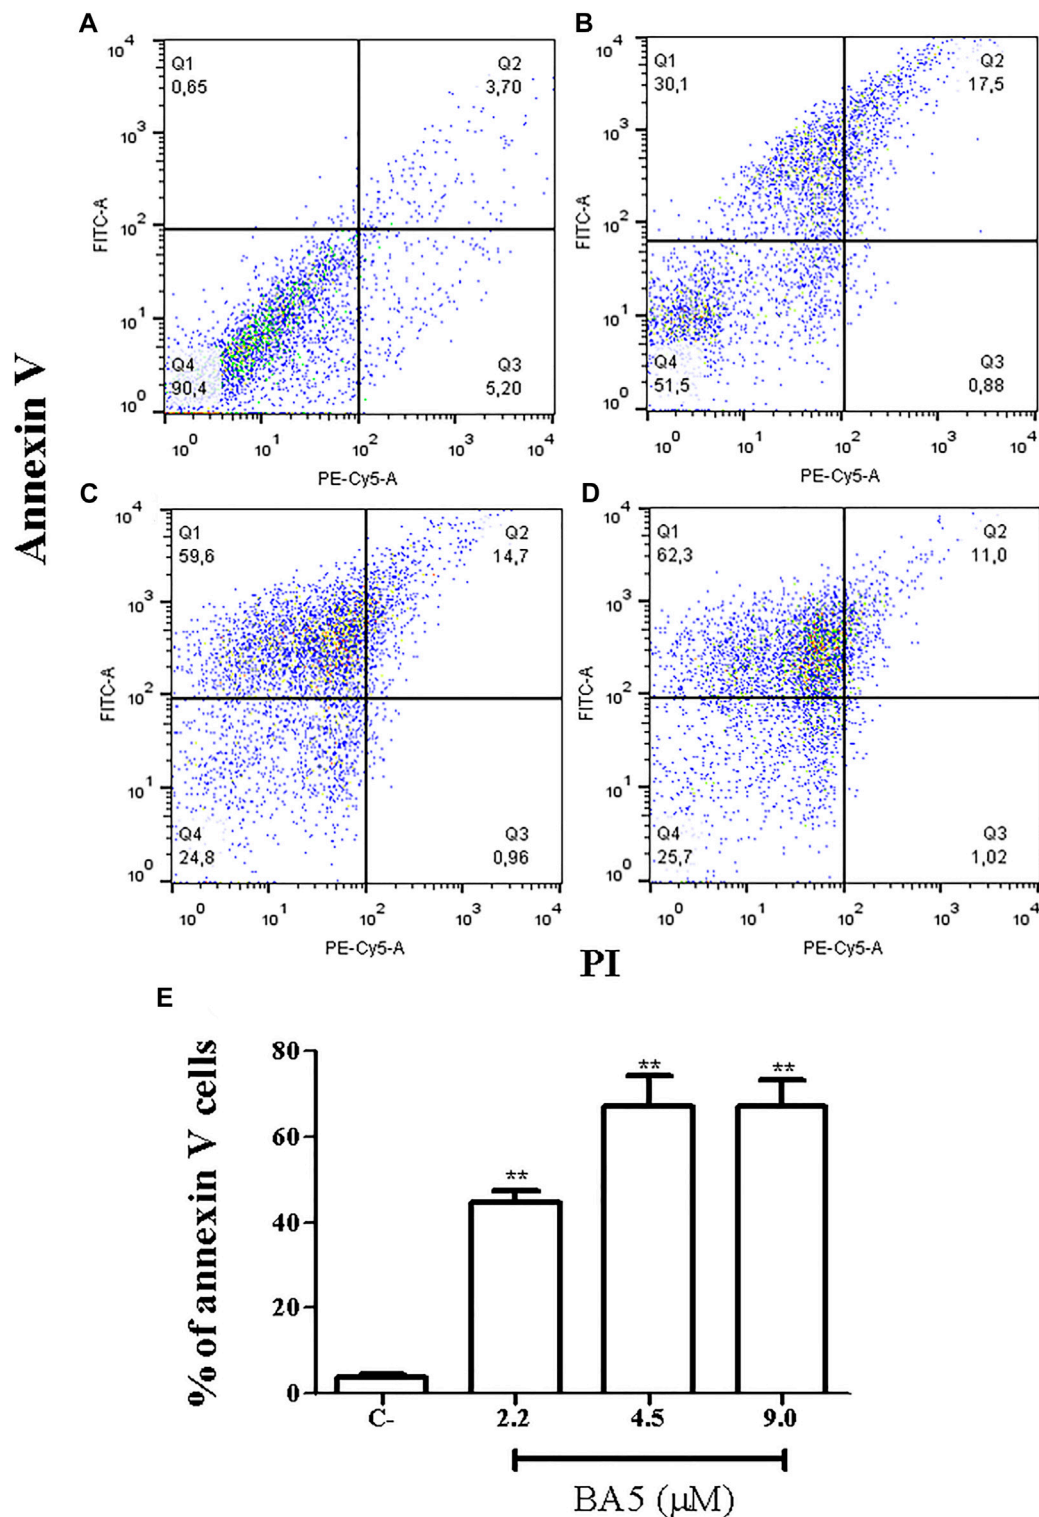 Annexin V
A
10^4
10^3
10^2
10^1
10^0
FITC-A
Q1
0,65
Q2
3,70
Q4
90,4
Q3
5,20
10^0 10^1 10^2 10^3 10^4
PE-Cy5-A
B
10^4
10^3
10^2
10^1
10^0
FITC-A
Q1
30,1
Q2
17,5
Q4
51,5
Q3
0,88
10^0 10^1 10^2 10^3 10^4
PE-Cy5-A
C
10^4
10^3
10^2
10^1
10^0
FITC-A
Q1
59,6
Q2
14,7
Q4
24,8
Q3
0,96
10^0 10^1 10^2 10^3 10^4
PE-Cy5-A
D
10^4
10^3
10^2
10^1
10^0
FITC-A
Q1
62,3
Q2
11,0
Q4
25,7
Q3
1,02
10^0 10^1 10^2 10^3 10^4
PE-Cy5-A
PI
E
% of annexin V cells
80
60
40
20
0
**
**
**
C- 2.2 4.5 9.0
BA5 (µM)